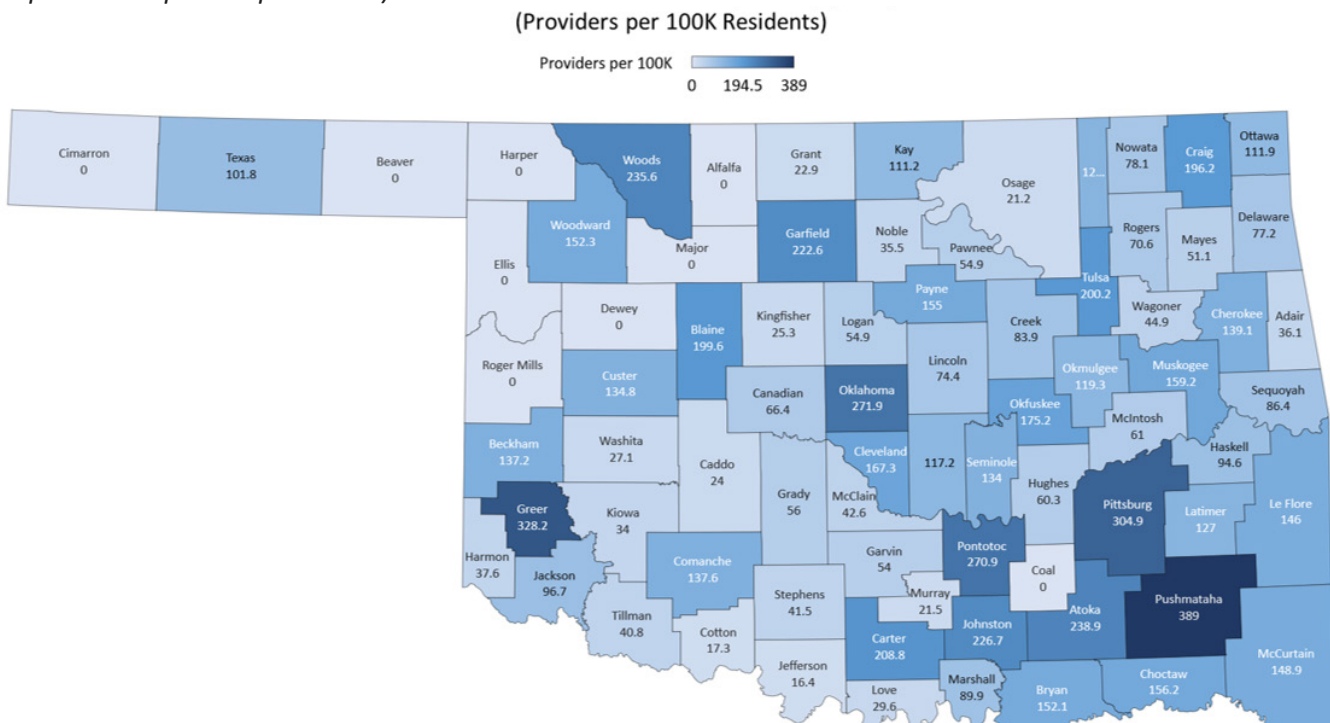 (Providers per 100K Residents)
Providers per 100K
0 194.5 389
Cimarron
0
Texas
101.8
Beaver
0
Harper
0
Woods
235.6
Alfalfa
0
Grant
22.9
Kay
111.2
Osage
21.2
12...
Nowata
78.1
Craig
196.2
Ottawa
111.9
Woodward
152.3
Ellis
0
Major
0
Garfield
222.6
Noble
35.5
Pawnee
54.9
Rogers
70.6
Mayes
51.1
Delaware
77.2
Tulsa
200.2
Payne
155
Dewey
0
Blaine
199.6
Kingfisher
25.3
Logan
54.9
Creek
83.9
Wagoner
44.9
Cherokee
139.1
Adair
36.1
Roger Mills
0
Custer
134.8
Canadian
66.4
Oklahoma
271.9
Lincoln
74.4
Okmulgee
119.3
Muskogee
159.2
Sequoyah
86.4
Okfuskee
175.2
McIntosh
61
Beckham
137.2
Washita
27.1
Caddo
24
Grady
56
McClain
42.6
Cleveland
167.3
117.2
Seminole
134
Hughes
60.3
Haskell
94.6
Pittsburg
304.9
Latimer
127
Le Flore
146
Greer
328.2
Kiowa
34
Harmon
37.6
Jackson
96.7
Comanche
137.6
Garvin
54
Pontotoc
270.9
Coal
0
Tillman
40.8
Cotton
17.3
Stephens
41.5
Murray
21.5
Carter
208.8
Johnston
226.7
Atoka
238.9
Pushmataha
389
McCurtain
148.9
Jefferson
16.4
Love
29.6
Marshall
89.9
Bryan
152.1
Choctaw
156.2